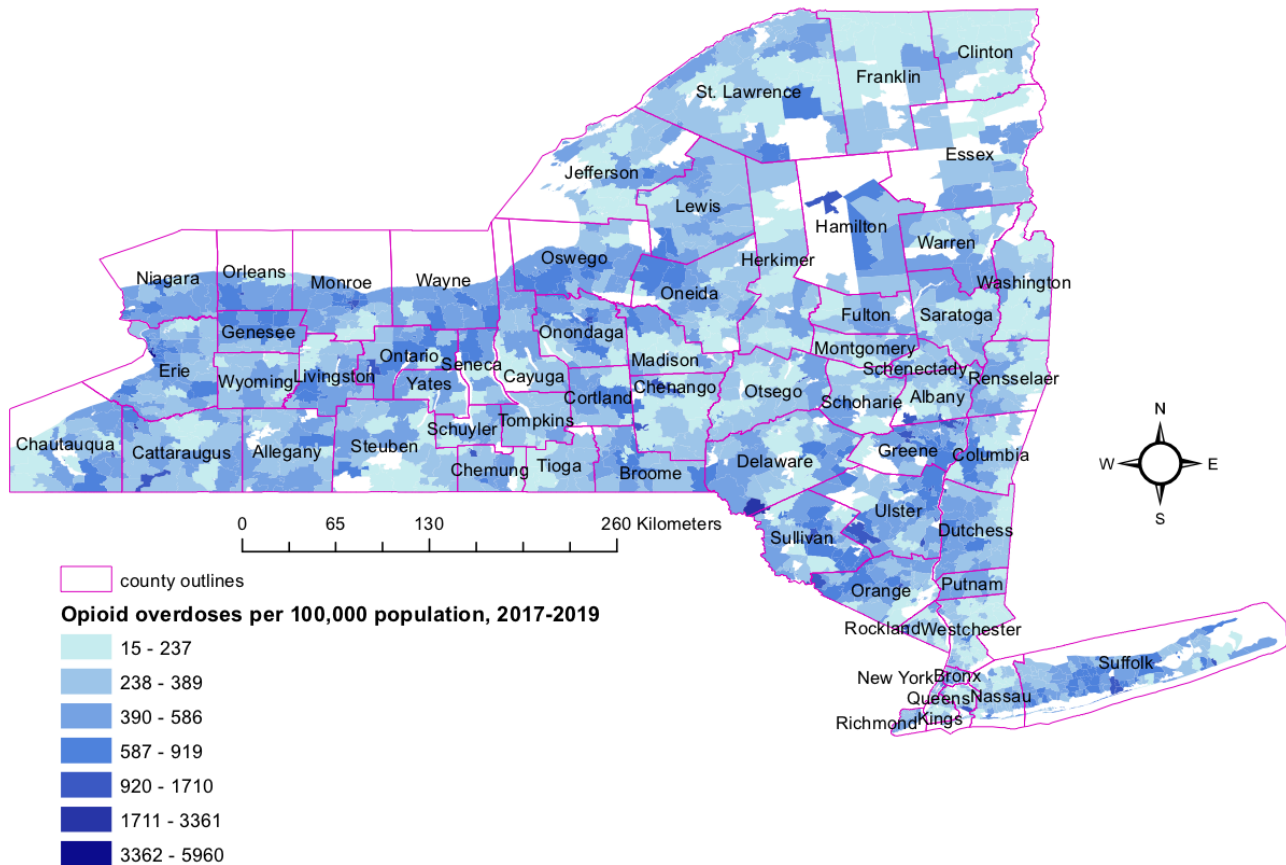 Clinton
Franklin
St. Lawrence
Essex
Jefferson
Lewis
Hamilton
Warren
Oswego
Herkimer
Niagara
Orleans
Monroe
Wayne
Washington
Oneida
Fulton
Saratoga
Genesee
Onondaga
Montgomery
Ontario
Seneca
Madison
Schenectady
Erie
Wyoming
Livingston
Yates
Cayuga
Chenango
Otsego
Rensselaer
Cortland
Schoharie
Albany
Tompkins
Schuyler
Chautauqua
Cattaraugus
Allegany
Steuben
Chemung
Tioga
Broome
Delaware
Greene
Columbia
N
W
E
S
Ulster
Sullivan
Dutchess
Orange
Putnam
Rockland
Westchester
Suffolk
New York
Bronx
Queens
Nassau
Richmond
Kings
0 65 130 260 Kilometers
county outlines
Opioid overdoses per 100,000 population, 2017-2019
15 - 237
238 - 389
390 - 586
587 - 919
920 - 1710
1711 - 3361
3362 - 5960